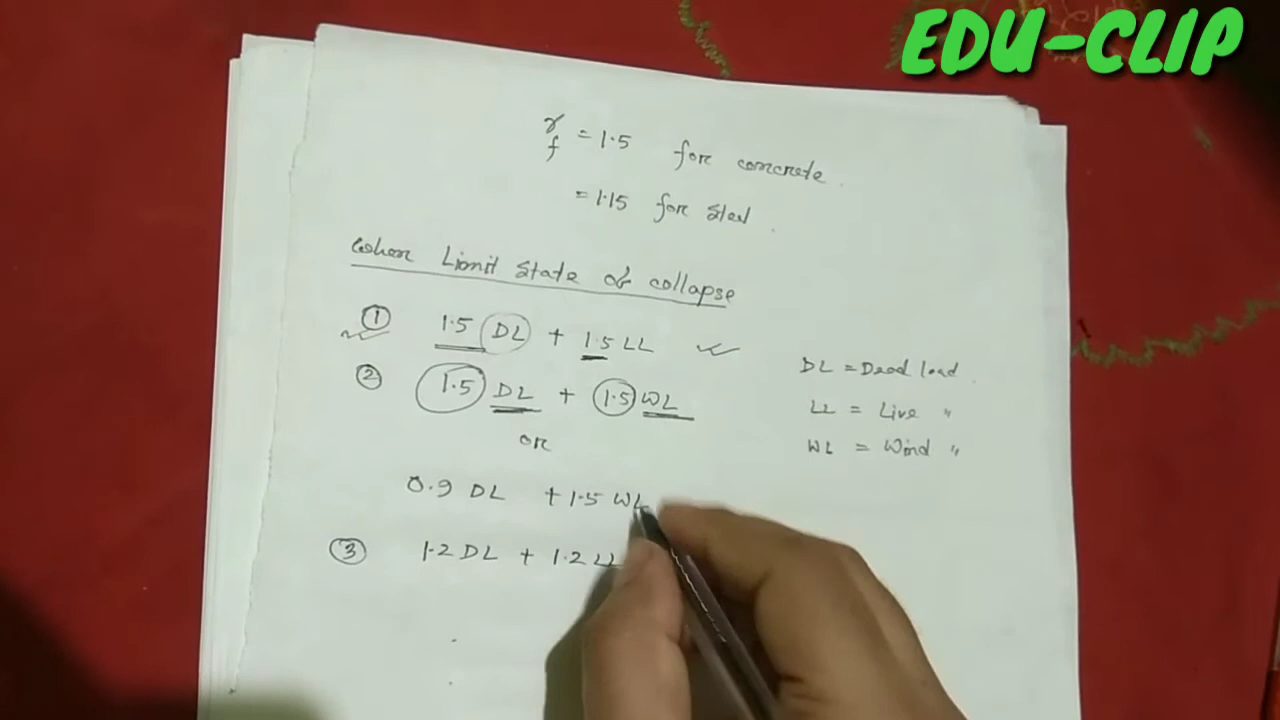 EDU-CLIP
γf = 1.5 for concrete
= 1.15 for steel
When Limit State of collapse
① 1.5 DL + 1.5 LL
② 1.5 DL + 1.5 WL
or
0.9 DL + 1.5 WL
③ 1.2 DL + 1.2 LL
DL = Dead load
LL = Live "
WL = Wind "